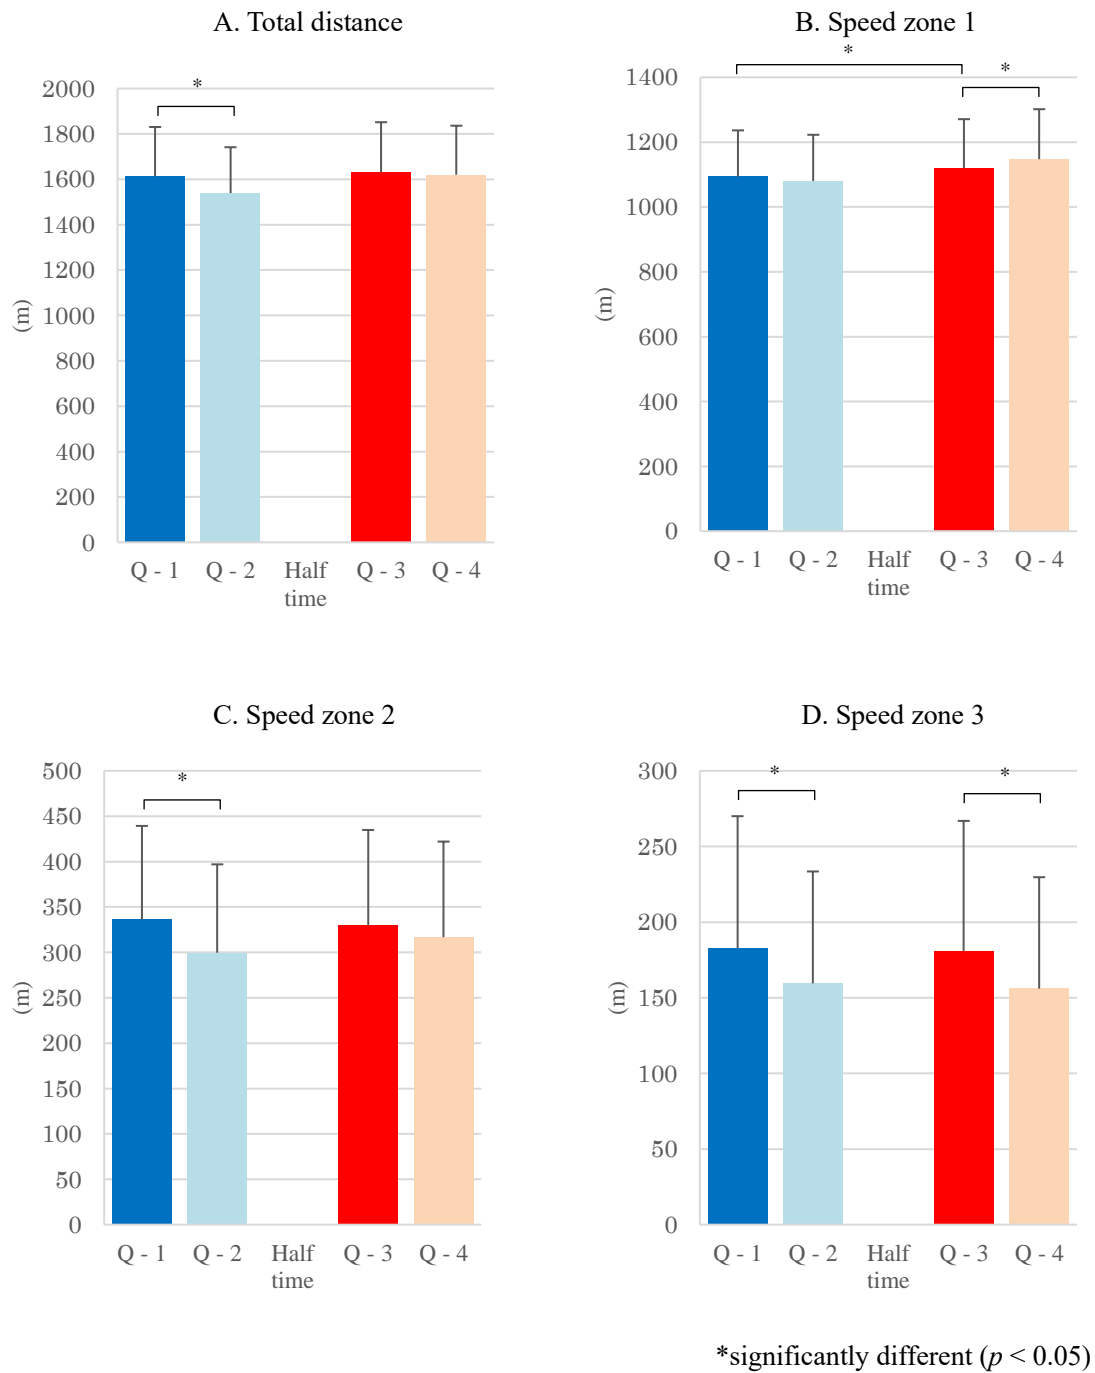 A. Total distance
*
2000
1800
1600
1400
1200
1000
800
600
400
200
0
(m)
Q - 1 Q - 2 Half Q - 3 Q - 4
time
B. Speed zone 1
*
*
1400
1200
1000
800
600
400
200
0
(m)
Q - 1 Q - 2 Half Q - 3 Q - 4
time
C. Speed zone 2
*
500
450
400
350
300
250
200
150
100
50
0
(m)
Q - 1 Q - 2 Half Q - 3 Q - 4
time
D. Speed zone 3
* *
300
250
200
150
100
50
0
(m)
Q - 1 Q - 2 Half Q - 3 Q - 4
time
*significantly different (p < 0.05)